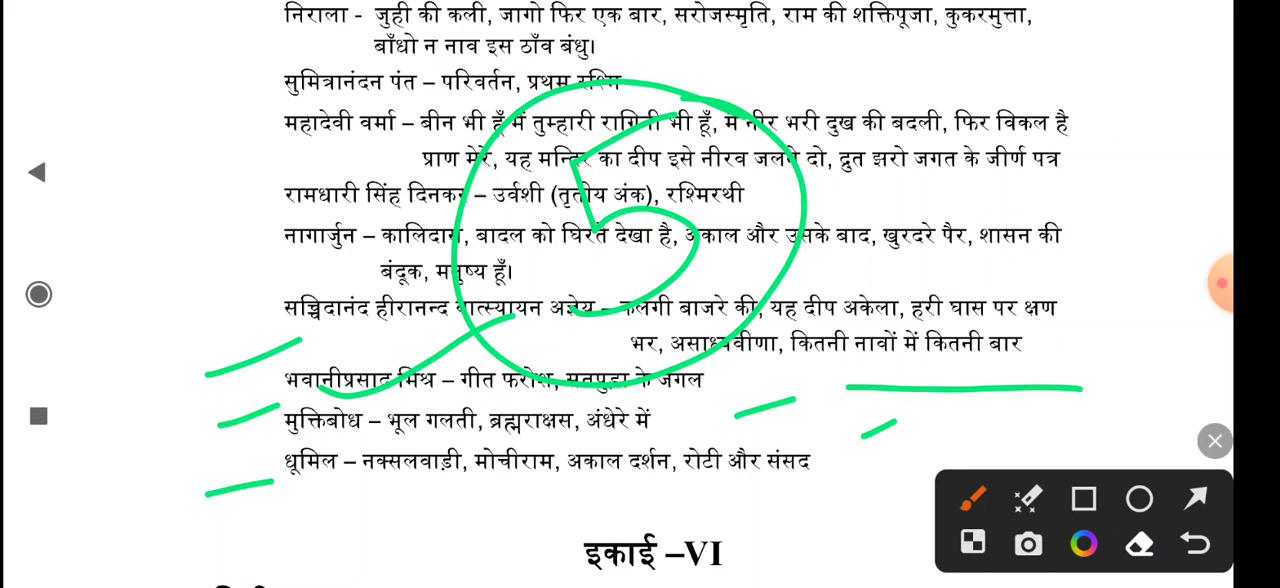 निराला - जुही की कली, जागो फिर एक बार, सरोजस्मृति, राम की शक्तिपूजा, कुकरमुत्ता,
बाँधो न नाव इस ठाँव बंधु।
सुमित्रानंदन पंत – परिवर्तन, प्रथम रश्मि
महादेवी वर्मा – बीन भी हूँ मैं तुम्हारी रागिनी भी हूँ, मैं नीर भरी दुख की बदली, फिर विकल है
प्राण मेरे, यह मन्दिर का दीप इसे नीरव जलने दो, द्रुत झरो जगत के जीर्ण पत्र
रामधारी सिंह दिनकर – उर्वशी (तृतीय अंक), रश्मिरथी
नागार्जुन – कालिदास, बादल को घिरते देखा है, अकाल और उसके बाद, खुरदरे पैर, शासन की
बंदूक, मनुष्य हूँ।
सच्चिदानंद हीरानन्द वात्स्यायन अज्ञेय – कलगी बाजरे की, यह दीप अकेला, हरी घास पर क्षण
भर, असाध्यवीणा, कितनी नावों में कितनी बार
भवानीप्रसाद मिश्र – गीत फरोश, सतपुड़ा के जंगल
मुक्तिबोध – भूल गलती, ब्रह्मराक्षस, अंधेरे में
धूमिल – नक्सलवाड़ी, मोचीराम, अकाल दर्शन, रोटी और संसद
इकाई –VI
5